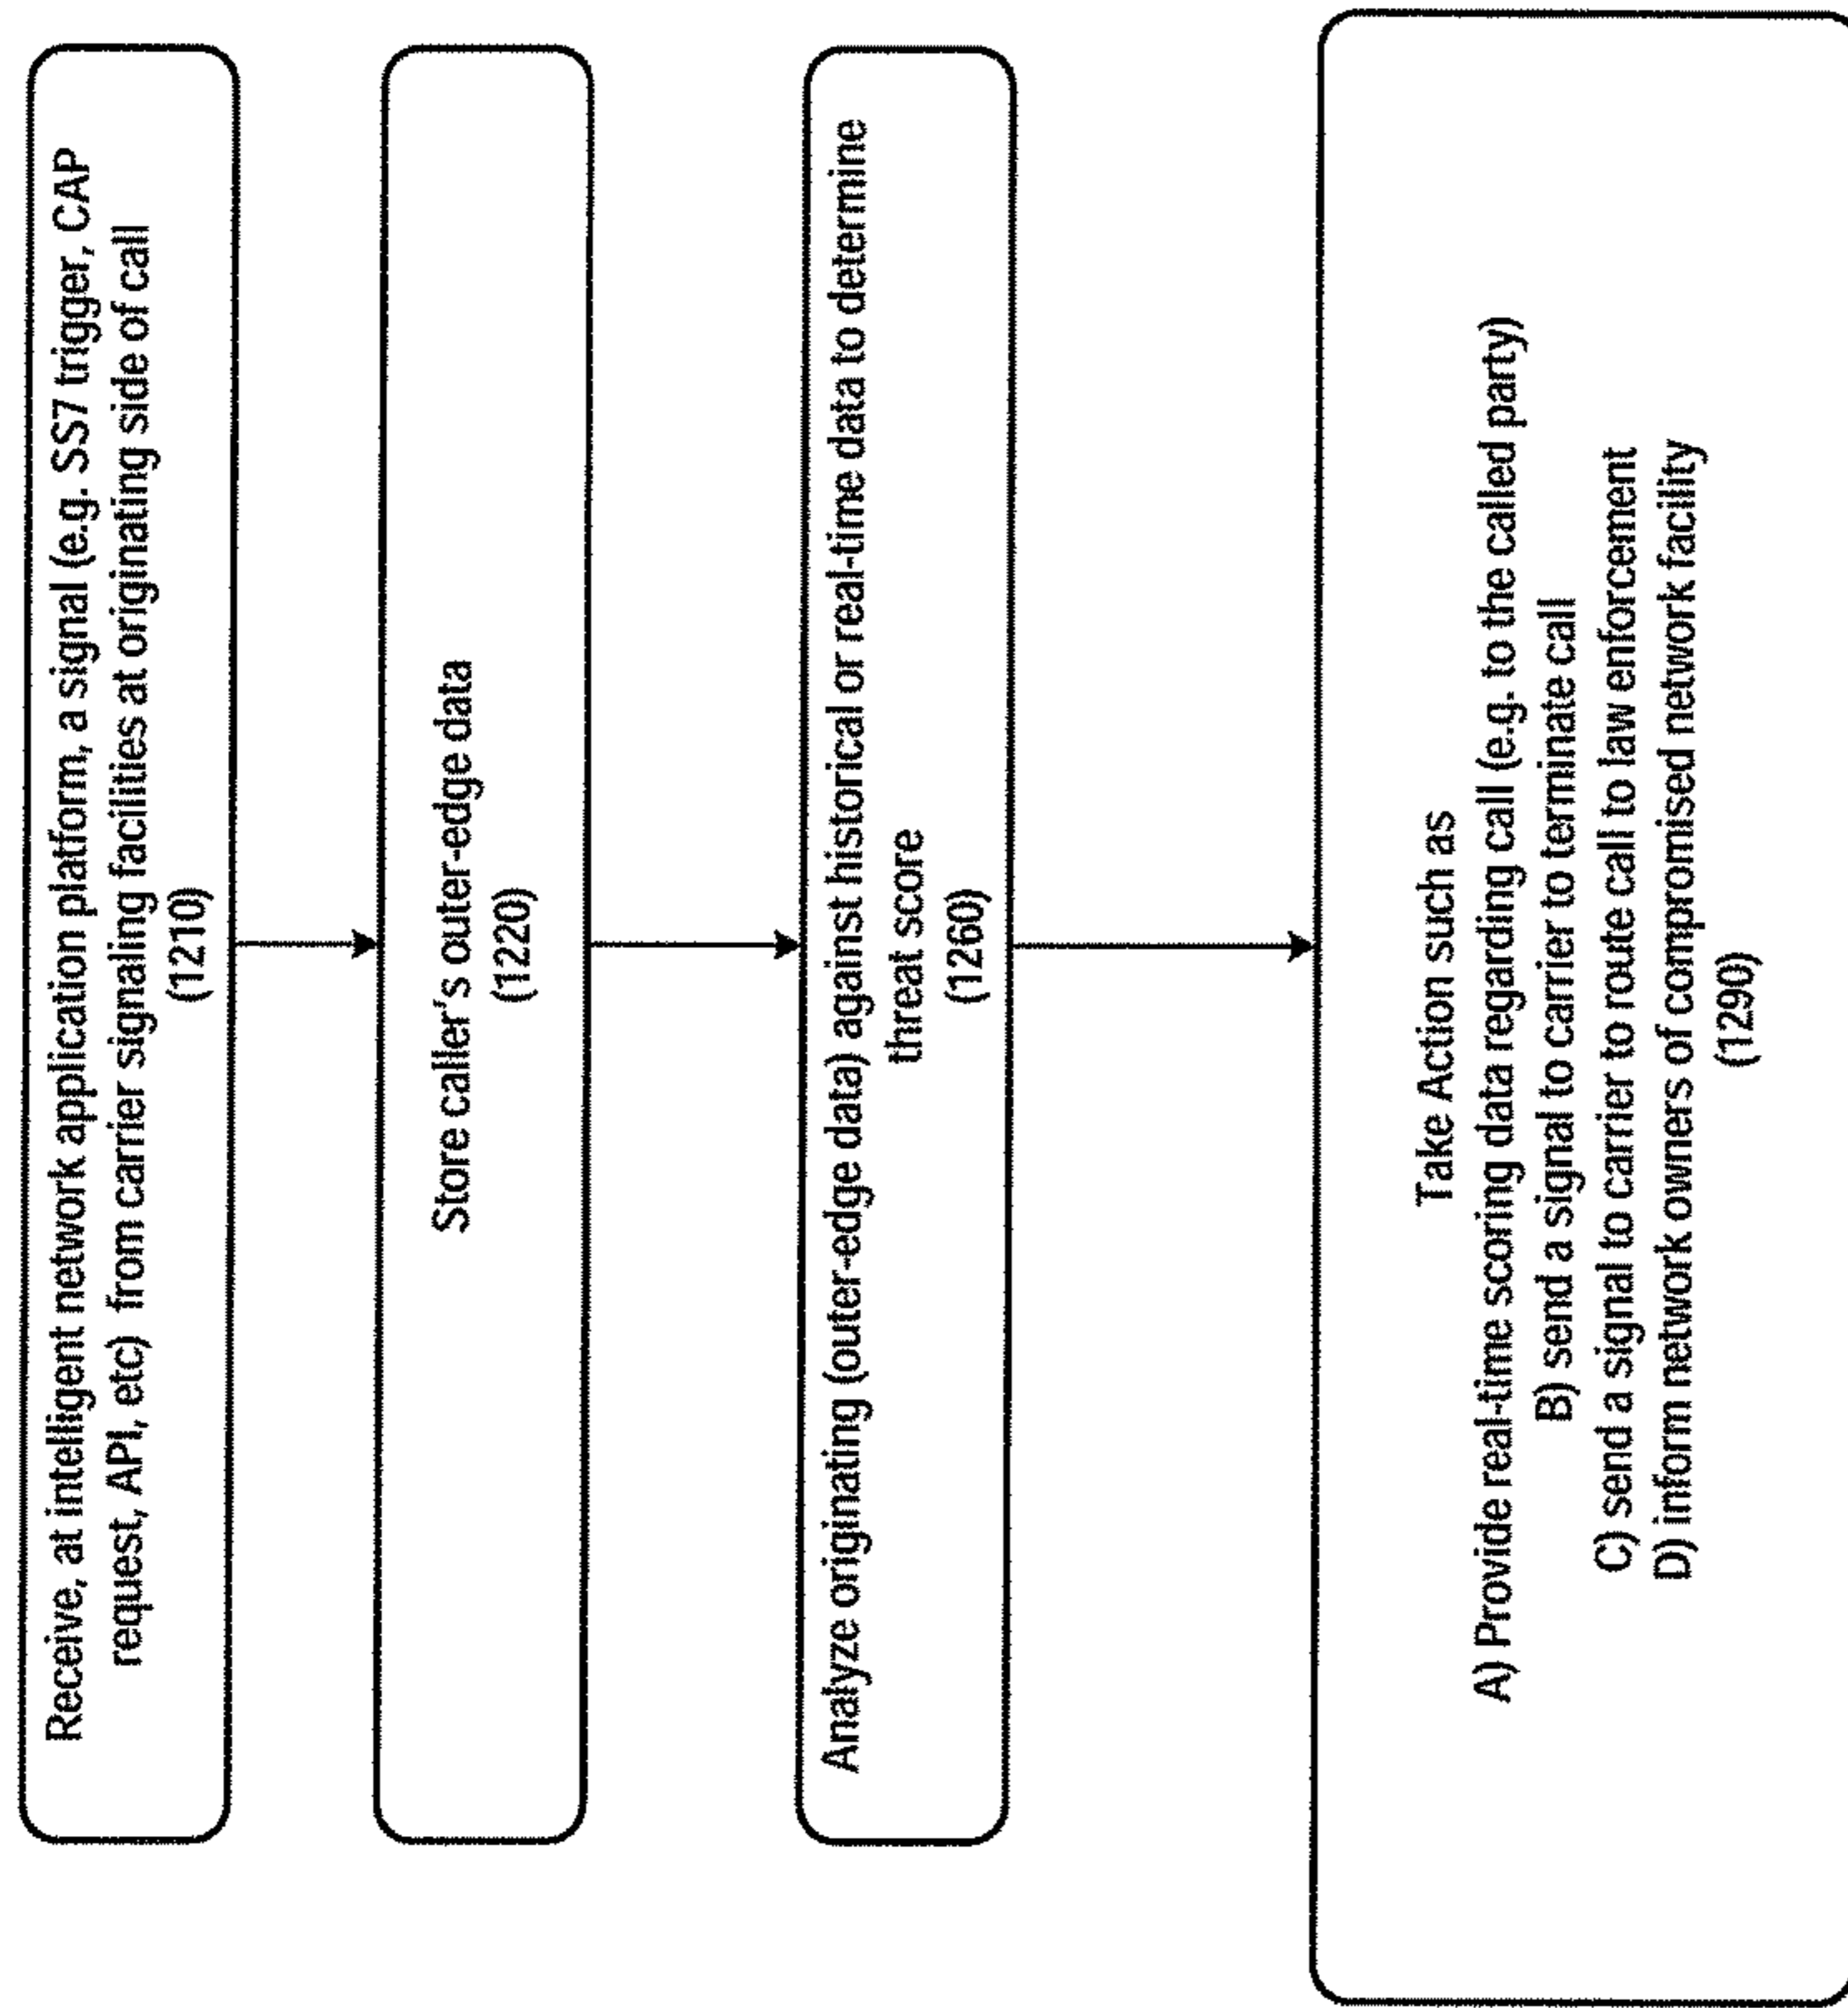 Receive, at intelligent network application platform, a signal (e.g. SS7 trigger, CAP
request, API, etc) from carrier signaling facilities at originating side of call
(1210)
Store caller's outer-edge data
(1220)
Analyze originating (outer-edge data) against historical or real-time data to determine
threat score
(1260)
Take Action such as
A) Provide real-time scoring data regarding call (e.g. to the called party)
B) send a signal to carrier to terminate call
C) send a signal to carrier to route call to law enforcement
D) inform network owners of compromised network facility
(1290)